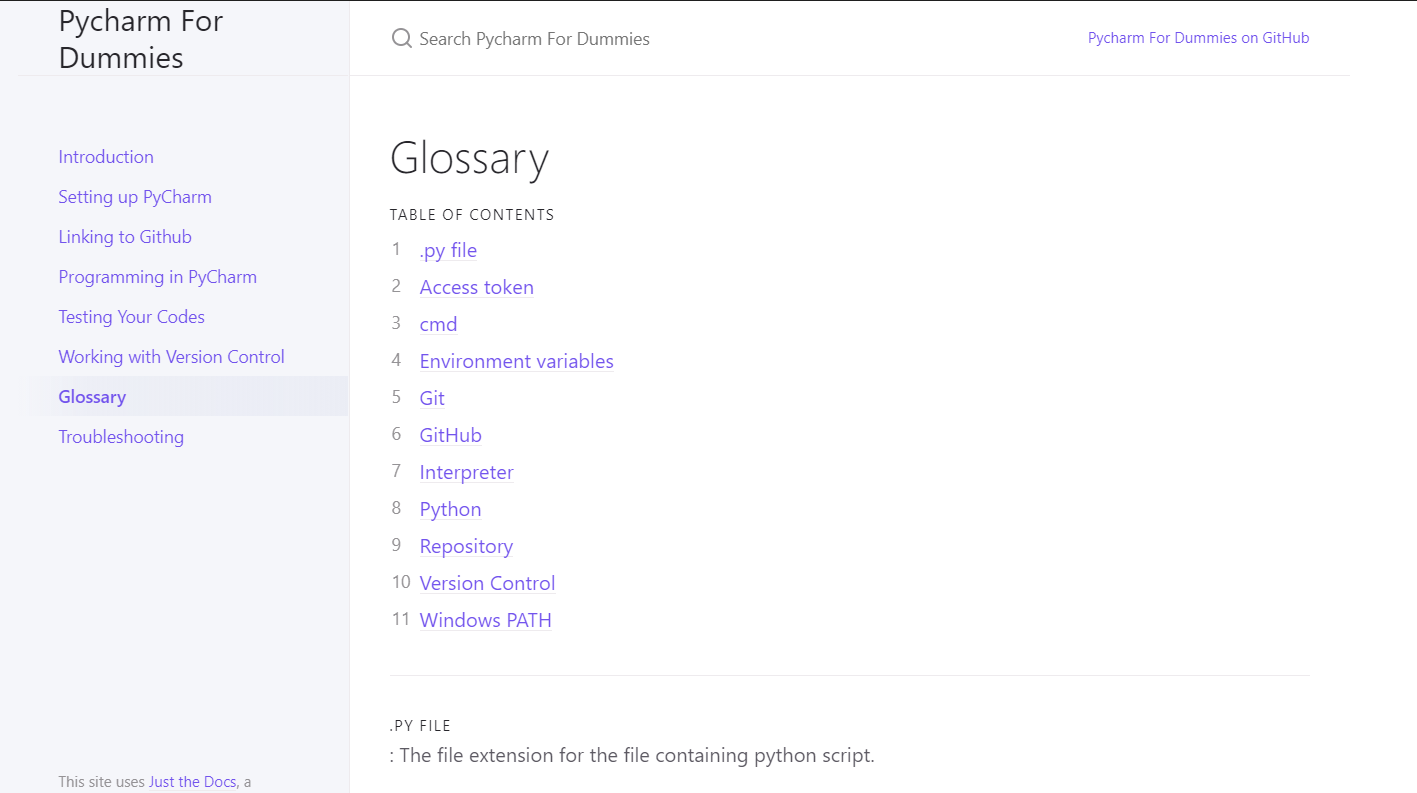 Pycharm For
Dummies
Search Pycharm For Dummies
Pycharm For Dummies on GitHub
Introduction
Setting up PyCharm
Linking to Github
Programming in PyCharm
Testing Your Codes
Working with Version Control
Glossary
Troubleshooting
This site uses Just the Docs, a
Glossary
TABLE OF CONTENTS
1 .py file
2 Access token
3 cmd
4 Environment variables
5 Git
6 GitHub
7 Interpreter
8 Python
9 Repository
10 Version Control
11 Windows PATH
.PY FILE
: The file extension for the file containing python script.